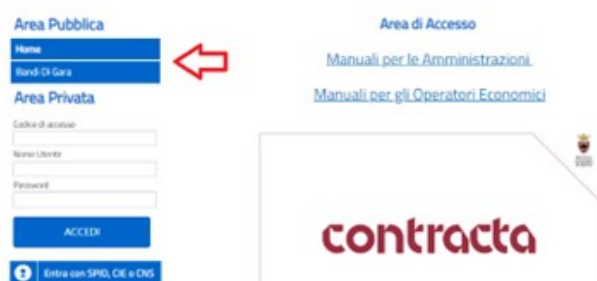 Area Pubblica
Home
Bandi Di Gara
Area Privata
Codice di accesso
Nome Utente
Password
ACCEDI
Entra con SPID, CIE o CNS
Area di Accesso
Manuali per le Amministrazioni
Manuali per gli Operatori Economici
contracta